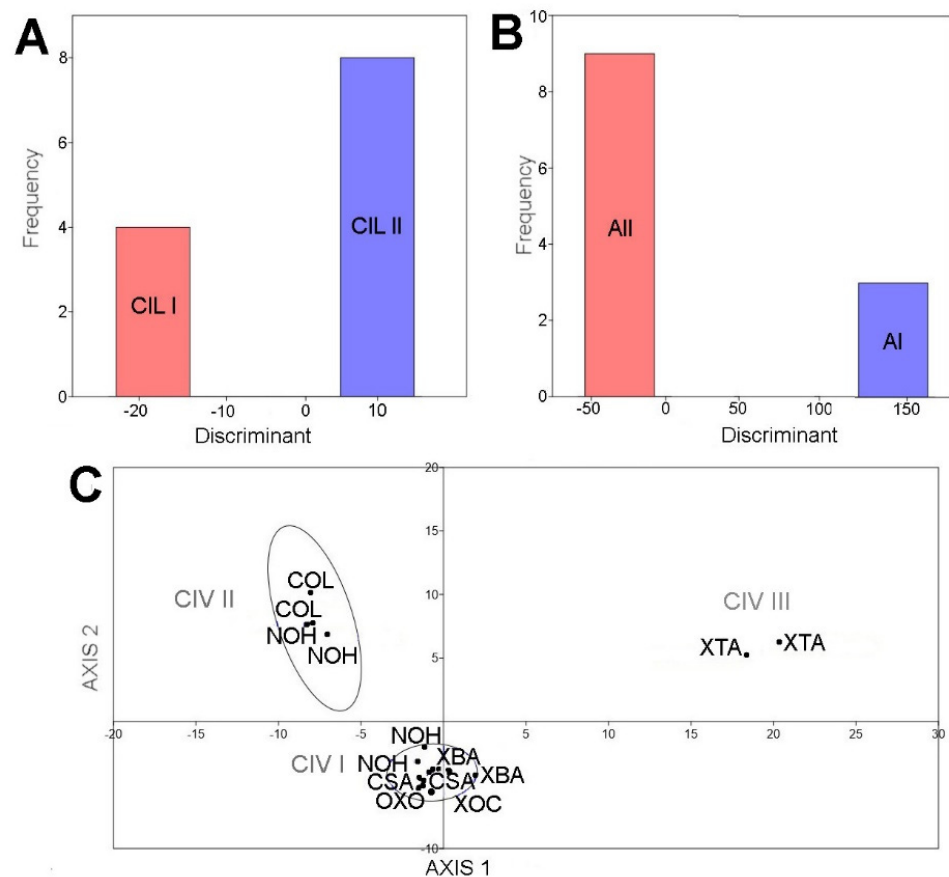 A
Frequency
8
6
4
2
0
CIL I
CIL II
-20
-10
0
10
Discriminant
B
Frequency
10
8
6
4
2
0
AII
AI
-50
0
50
100
150
Discriminant
C
AXIS 2
20
15
10
5
-10
-20
-15
-10
-5
5
10
15
20
25
30
CIV II
COL
COL
NOH
NOH
CIV III
XTA
XTA
CIV I
NOH
NOH
XBA
CSA
CSA
XBA
OXO
XOC
AXIS 1